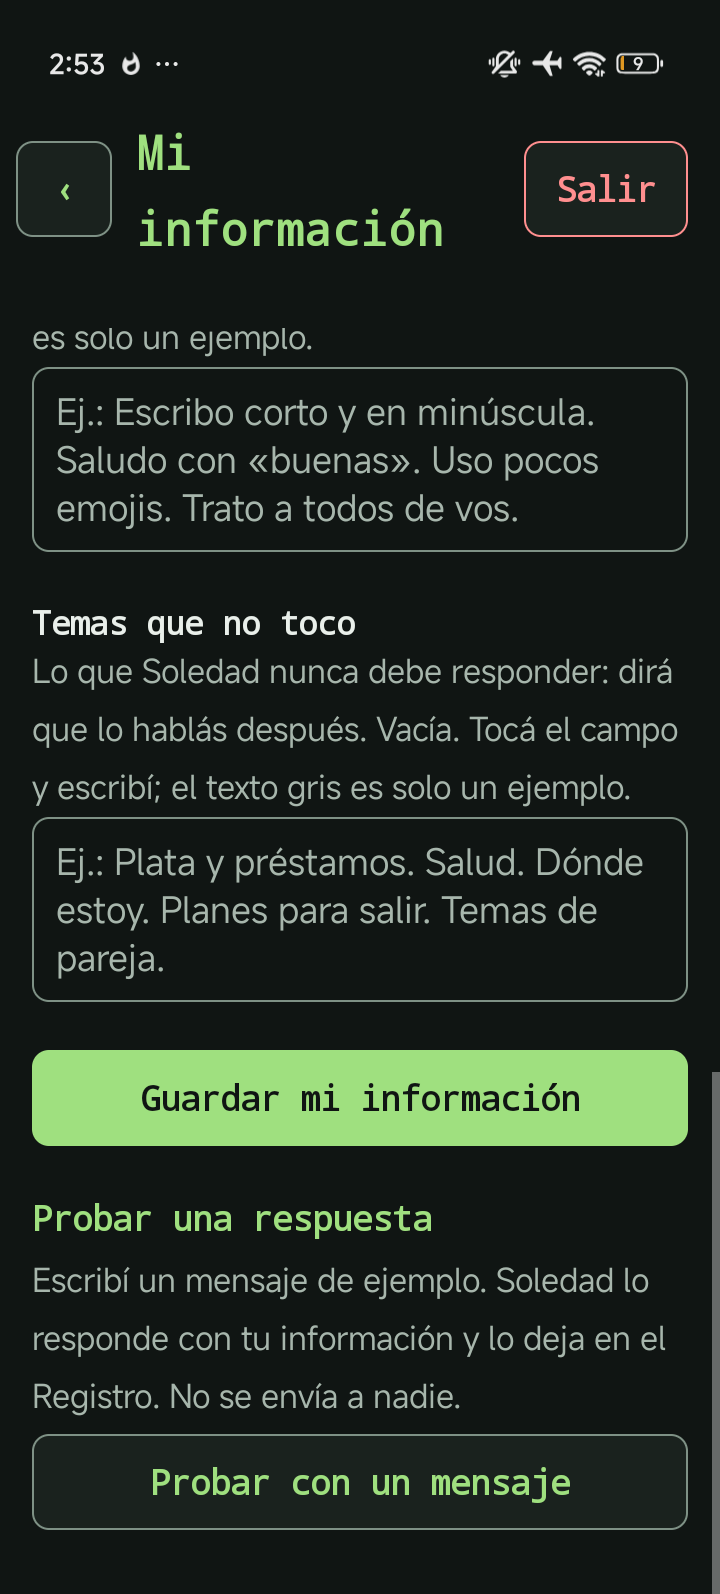 2:53
9
‹
Mi
información
Salir
es solo un ejemplo.
Ej.: Escribo corto y en minúscula.
Saludo con «buenas». Uso pocos
emojis. Trato a todos de vos.
Temas que no toco
Lo que Soledad nunca debe responder: dirá
que lo hablás después. Vacía. Tocá el campo
y escribí; el texto gris es solo un ejemplo.
Ej.: Plata y préstamos. Salud. Dónde
estoy. Planes para salir. Temas de
pareja.
Guardar mi información
Probar una respuesta
Escribí un mensaje de ejemplo. Soledad lo
responde con tu información y lo deja en el
Registro. No se envía a nadie.
Probar con un mensaje